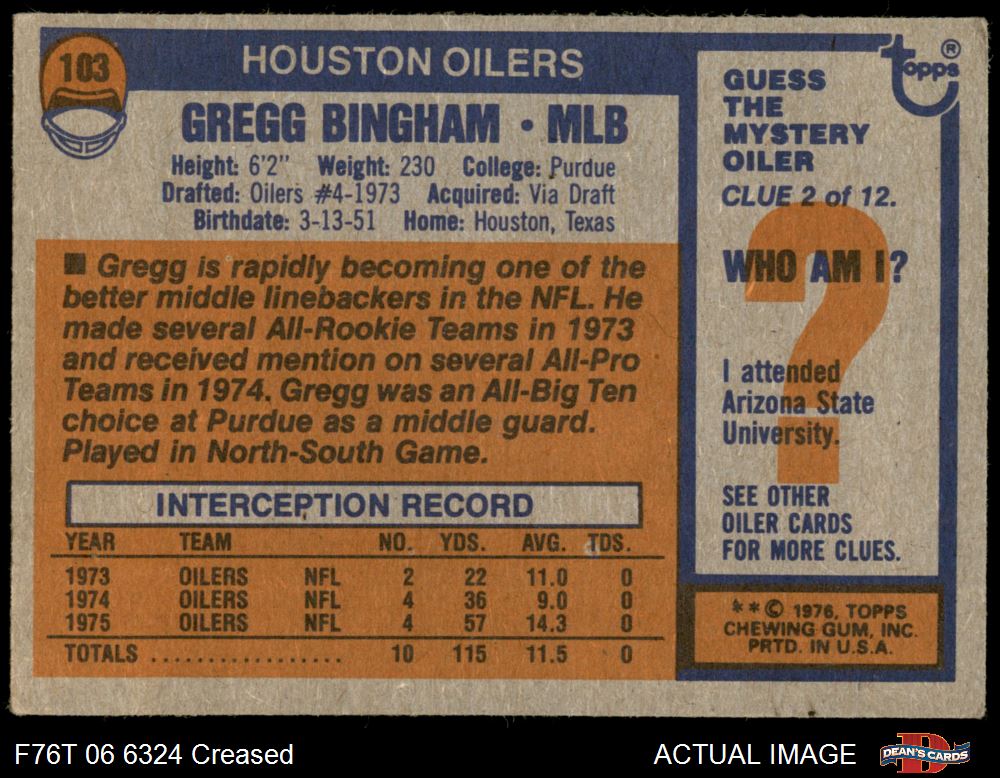 103
HOUSTON OILERS
topps®
GREGG BINGHAM • MLB
Height: 6'2" Weight: 230 College: Purdue
Drafted: Oilers #4-1973 Acquired: Via Draft
Birthdate: 3-13-51 Home: Houston, Texas
■ Gregg is rapidly becoming one of the
better middle linebackers in the NFL. He
made several All-Rookie Teams in 1973
and received mention on several All-Pro
Teams in 1974. Gregg was an All-Big Ten
choice at Purdue as a middle guard.
Played in North-South Game.
INTERCEPTION RECORD
YEAR TEAM NO. YDS. AVG. TDS.
1973 OILERS NFL 2 22 11.0 0
1974 OILERS NFL 4 36 9.0 0
1975 OILERS NFL 4 57 14.3 0
TOTALS .................. 10 115 11.5 0
GUESS
THE
MYSTERY
OILER
CLUE 2 of 12.
WHO AM I?
?
I attended
Arizona State
University.
SEE OTHER
OILER CARDS
FOR MORE CLUES.
**© 1976, TOPPS
CHEWING GUM, INC.
PRTD. IN U.S.A.
F76T 06 6324 Creased
ACTUAL IMAGE
DEAN'S CARDS